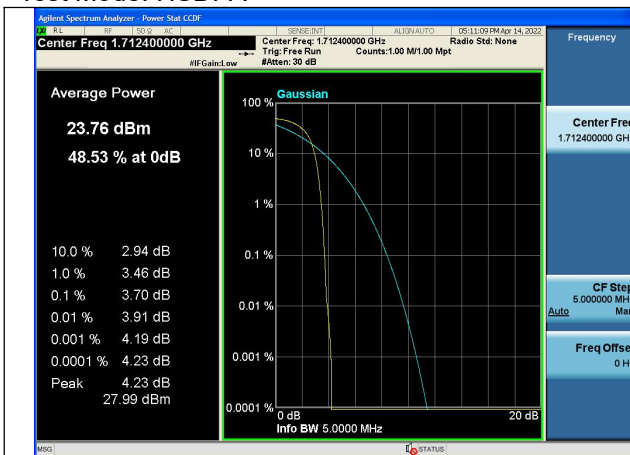 Agilent Spectrum Analyzer - Power Stat CCDF
RL RF 50 Ω AC SENSE:INT ALIGNAUTO 05:11:09 PM Apr 14, 2022
Center Freq 1.712400000 GHz
Center Freq: 1.712400000 GHz Radio Std: None
Trig: Free Run Counts:1.00 M/1.00 Mpt
#IFGain:Low #Atten: 30 dB
Frequency
Average Power
23.76 dBm
48.53 % at 0dB
10.0 % 2.94 dB
1.0 % 3.46 dB
0.1 % 3.70 dB
0.01 % 3.91 dB
0.001 % 4.19 dB
0.0001 % 4.23 dB
Peak 4.23 dB
27.99 dBm
Gaussian
100 %
10 %
1 %
0.1 %
0.01 %
0.001 %
0.0001 %
0 dB 20 dB
Info BW 5.0000 MHz
Center Fre
1.712400000 GH
CF Step
5.000000 MH
Auto Ma
Freq Offse
0 H
MSG STATUS